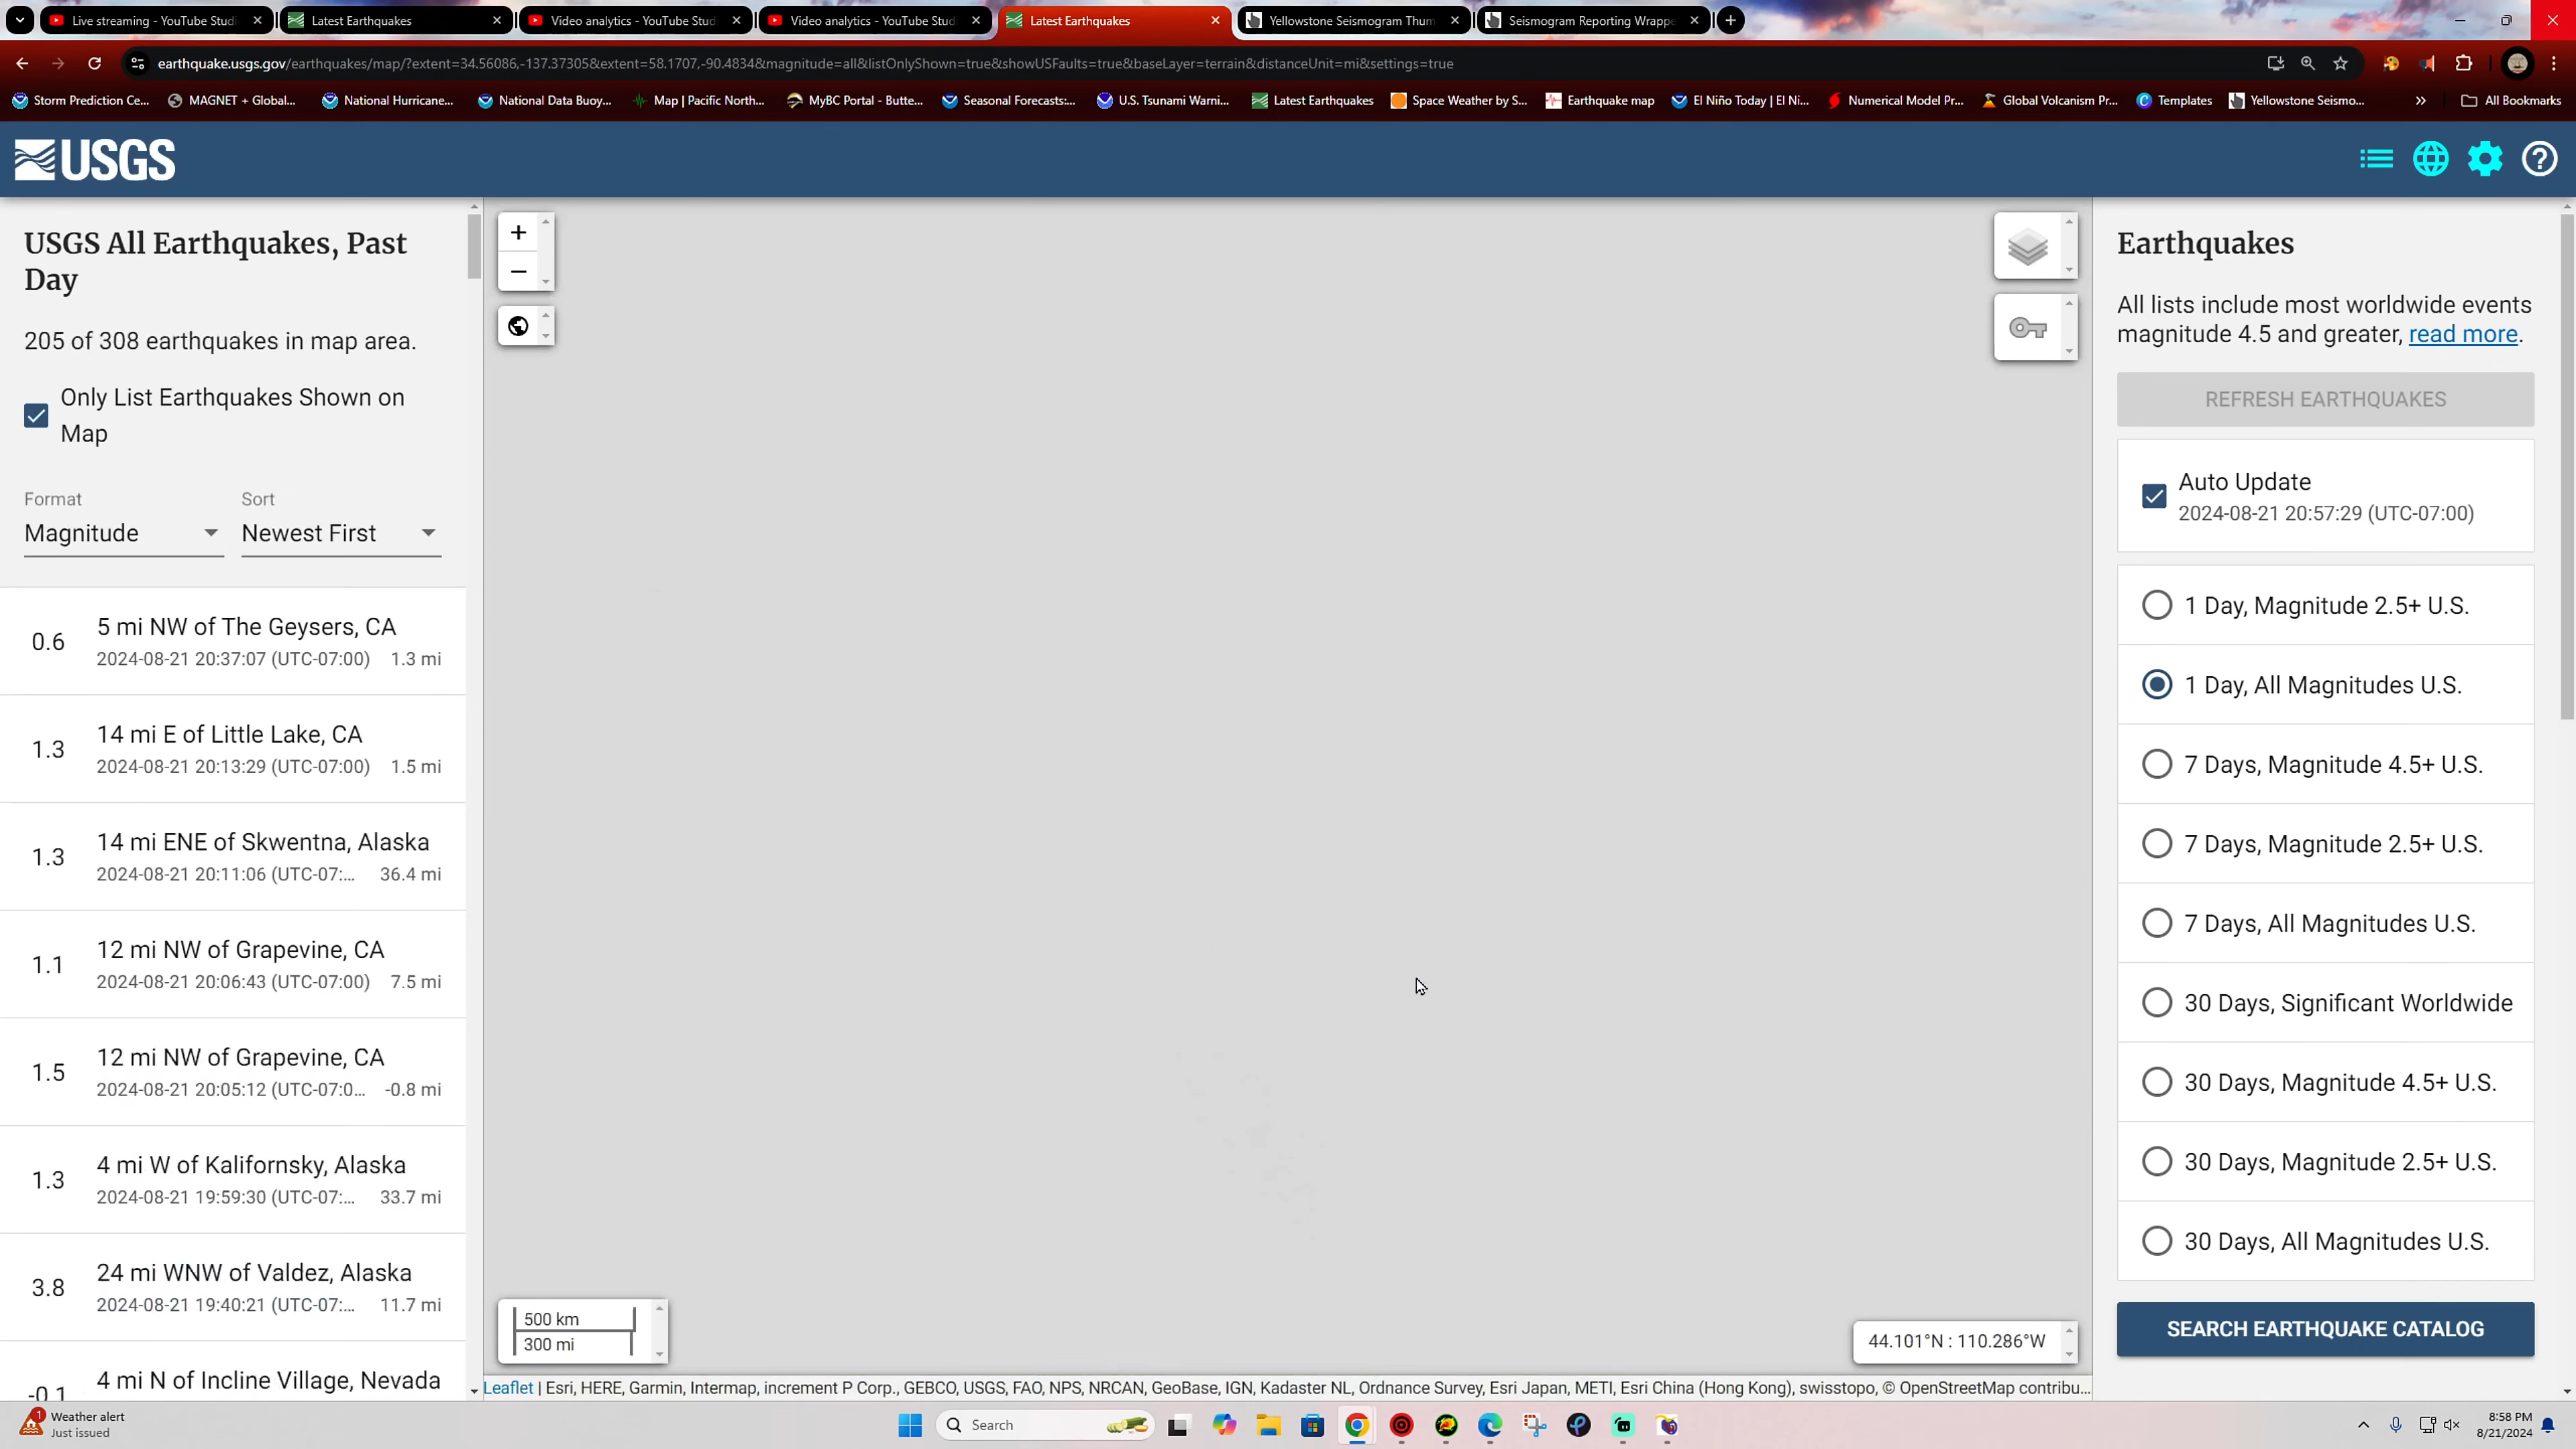 Live streaming - YouTube Studi
Latest Earthquakes
Video analytics - YouTube Studi
Video analytics - YouTube Studi
Latest Earthquakes
Yellowstone Seismogram Thum
Seismogram Reporting Wrappe
earthquake.usgs.gov/earthquakes/map/?extent=34.56086,-137.37305&extent=58.1707,-90.4834&magnitude=all&listOnlyShown=true&showUSFaults=true&baseLayer=terrain&distanceUnit=mi&settings=true
Storm Prediction Ce...
MAGNET + Global...
National Hurricane...
National Data Buoy...
Map | Pacific North...
MyBC Portal - Butte...
Seasonal Forecasts:...
U.S. Tsunami Warni...
Latest Earthquakes
Space Weather by S...
Earthquake map
El Niño Today | El Ni...
Numerical Model Pr...
Global Volcanism Pr...
Templates
Yellowstone Seismo...
All Bookmarks
USGS
USGS All Earthquakes, Past
Day
205 of 308 earthquakes in map area.
Only List Earthquakes Shown on
Map
Format
Sort
Magnitude
Newest First
0.6
5 mi NW of The Geysers, CA
2024-08-21 20:37:07 (UTC-07:00) 1.3 mi
1.3
14 mi E of Little Lake, CA
2024-08-21 20:13:29 (UTC-07:00) 1.5 mi
1.3
14 mi ENE of Skwentna, Alaska
2024-08-21 20:11:06 (UTC-07:... 36.4 mi
1.1
12 mi NW of Grapevine, CA
2024-08-21 20:06:43 (UTC-07:00) 7.5 mi
1.5
12 mi NW of Grapevine, CA
2024-08-21 20:05:12 (UTC-07:0... -0.8 mi
1.3
4 mi W of Kalifornsky, Alaska
2024-08-21 19:59:30 (UTC-07:... 33.7 mi
3.8
24 mi WNW of Valdez, Alaska
2024-08-21 19:40:21 (UTC-07:... 11.7 mi
-0.1
4 mi N of Incline Village, Nevada
+
−
500 km
300 mi
44.101°N : 110.286°W
Leaflet | Esri, HERE, Garmin, Intermap, increment P Corp., GEBCO, USGS, FAO, NPS, NRCAN, GeoBase, IGN, Kadaster NL, Ordnance Survey, Esri Japan, METI, Esri China (Hong Kong), swisstopo, © OpenStreetMap contribu...
Earthquakes
All lists include most worldwide events
magnitude 4.5 and greater, read more.
REFRESH EARTHQUAKES
Auto Update
2024-08-21 20:57:29 (UTC-07:00)
1 Day, Magnitude 2.5+ U.S.
1 Day, All Magnitudes U.S.
7 Days, Magnitude 4.5+ U.S.
7 Days, Magnitude 2.5+ U.S.
7 Days, All Magnitudes U.S.
30 Days, Significant Worldwide
30 Days, Magnitude 4.5+ U.S.
30 Days, Magnitude 2.5+ U.S.
30 Days, All Magnitudes U.S.
SEARCH EARTHQUAKE CATALOG
1
Weather alert
Just issued
Search
8:58 PM
8/21/2024